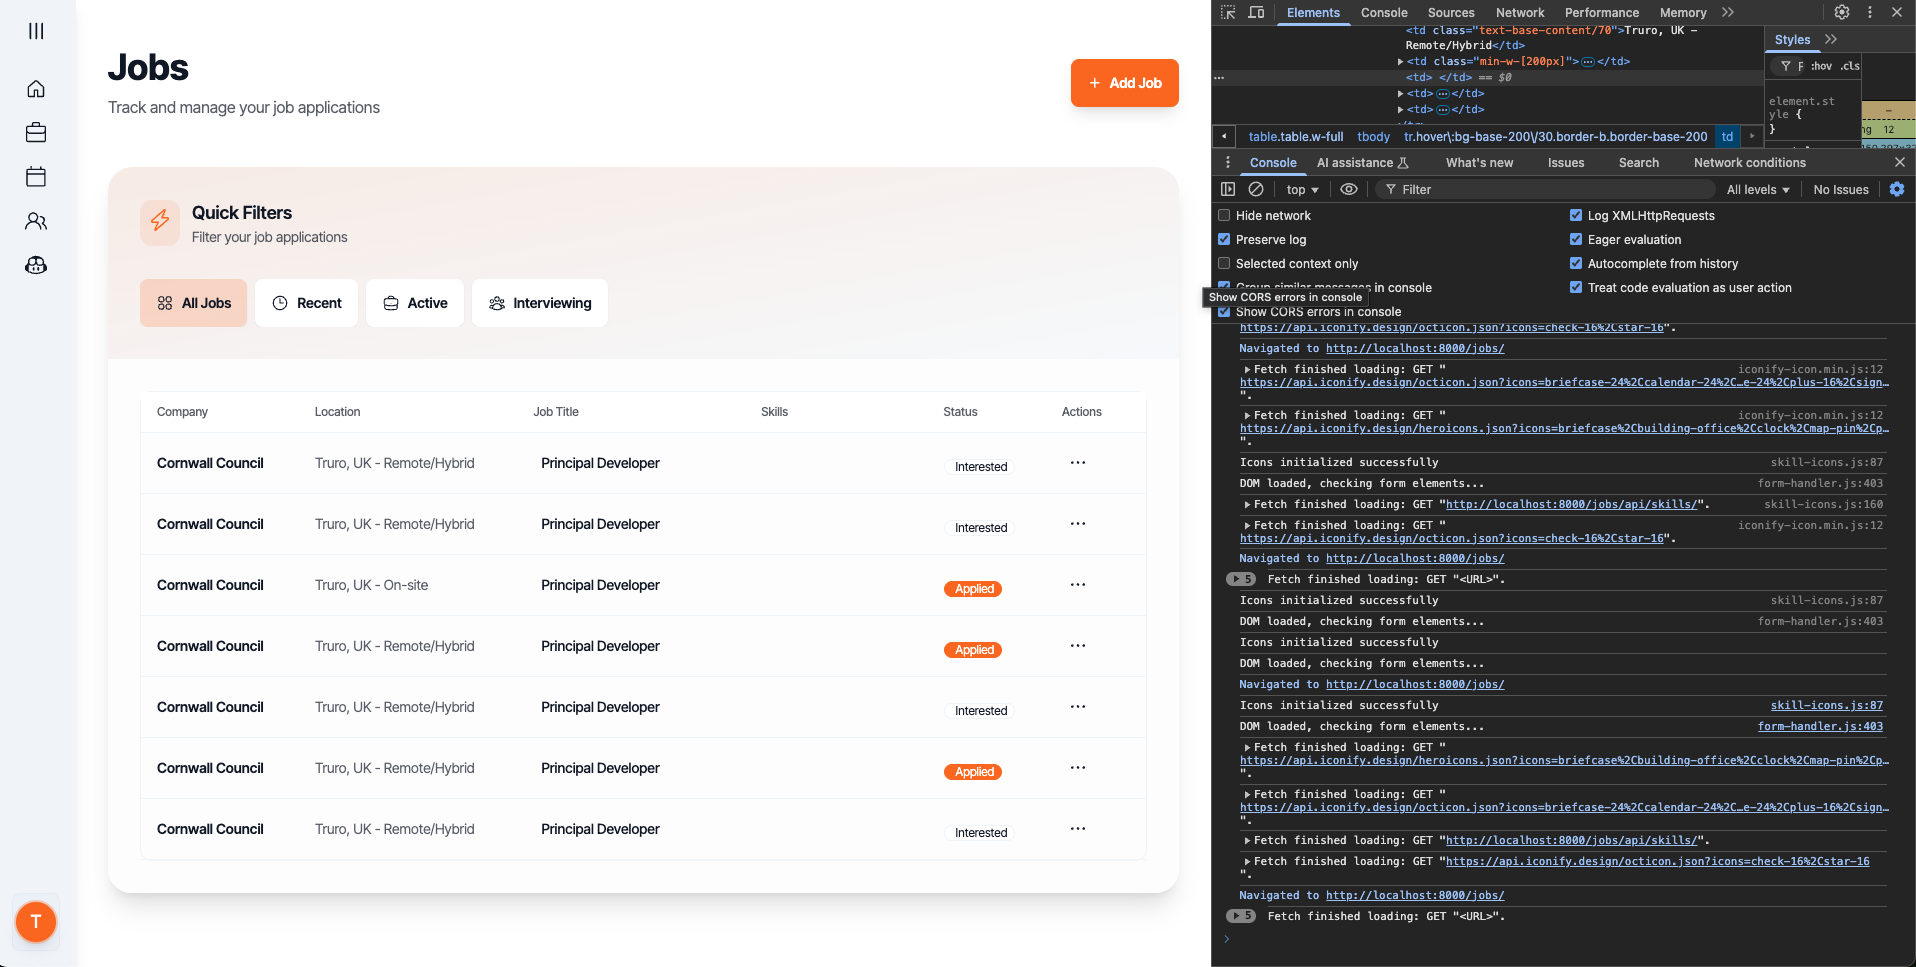 Jobs
Track and manage your job applications
+ Add Job
Quick Filters
Filter your job applications
All Jobs
Recent
Active
Interviewing
Company Location Job Title Skills Status Actions
Cornwall Council Truro, UK - Remote/Hybrid Principal Developer Interested ...
Cornwall Council Truro, UK - Remote/Hybrid Principal Developer Interested ...
Cornwall Council Truro, UK - On-site Principal Developer Applied ...
Cornwall Council Truro, UK - Remote/Hybrid Principal Developer Applied ...
Cornwall Council Truro, UK - Remote/Hybrid Principal Developer Interested ...
Cornwall Council Truro, UK - Remote/Hybrid Principal Developer Applied ...
Cornwall Council Truro, UK - Remote/Hybrid Principal Developer Interested ...
T
Elements Console Sources Network Performance Memory
<td class="text-base-content/70">Truro, UK -
Remote/Hybrid</td>
<td class="min-w-[200px]">…</td>
<td> </td> == $0
<td>…</td>
<td>…</td>
table.table.w-full tbody tr.hover\:bg-base-200\/30.border-b.border-base-200 td
Styles
:hov .cls
element.st
yle {
}
–
ng 12
Console AI assistance What's new Issues Search Network conditions
top Filter All levels No Issues
Hide network
Log XMLHttpRequests
Preserve log
Eager evaluation
Selected context only
Autocomplete from history
Group similar messages in console
Treat code evaluation as user action
Show CORS errors in console
Show CORS errors in console
https://api.iconify.design/octicon.json?icons=check-16%2Cstar-16".
Navigated to http://localhost:8000/jobs/
Fetch finished loading: GET " iconify-icon.min.js:12
https://api.iconify.design/octicon.json?icons=briefcase-24%2Ccalendar-24%2C…e-24%2Cplus-16%2Csign…
".
Fetch finished loading: GET " iconify-icon.min.js:12
https://api.iconify.design/heroicons.json?icons=briefcase%2Cbuilding-office%2Cclock%2Cmap-pin%2Cp…
".
Icons initialized successfully skill-icons.js:87
DOM loaded, checking form elements... form-handler.js:403
Fetch finished loading: GET "http://localhost:8000/jobs/api/skills/". skill-icons.js:160
Fetch finished loading: GET " iconify-icon.min.js:12
https://api.iconify.design/octicon.json?icons=check-16%2Cstar-16".
Navigated to http://localhost:8000/jobs/
5 Fetch finished loading: GET "<URL>".
Icons initialized successfully skill-icons.js:87
DOM loaded, checking form elements... form-handler.js:403
Icons initialized successfully
DOM loaded, checking form elements...
Navigated to http://localhost:8000/jobs/
Icons initialized successfully skill-icons.js:87
DOM loaded, checking form elements... form-handler.js:403
Fetch finished loading: GET "
https://api.iconify.design/heroicons.json?icons=briefcase%2Cbuilding-office%2Cclock%2Cmap-pin%2Cp…
".
Fetch finished loading: GET "
https://api.iconify.design/octicon.json?icons=briefcase-24%2Ccalendar-24%2C…e-24%2Cplus-16%2Csign…
".
Fetch finished loading: GET "http://localhost:8000/jobs/api/skills/".
Fetch finished loading: GET "https://api.iconify.design/octicon.json?icons=check-16%2Cstar-16
".
Navigated to http://localhost:8000/jobs/
5 Fetch finished loading: GET "<URL>".